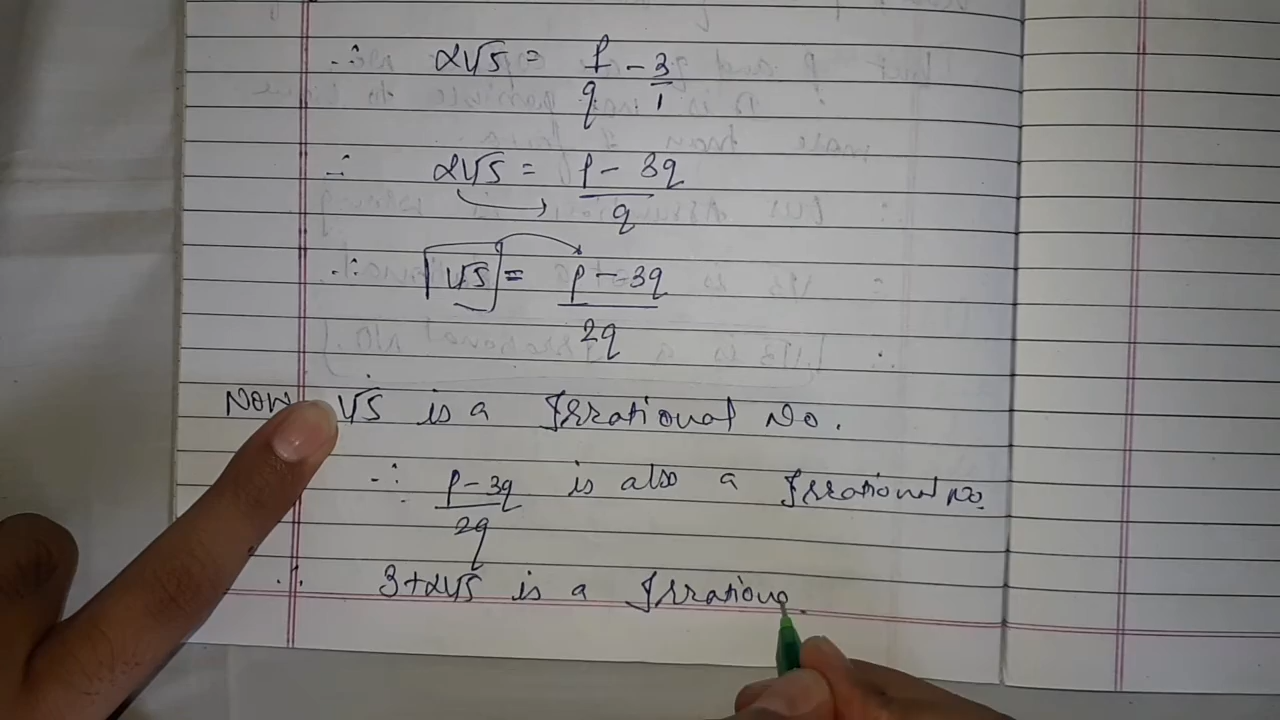 ∴ 2√5 = p/q - 3/1
∴ 2√5 = p - 3q / q
∴ √5 = p - 3q / 2q
Now √5 is a Irrational No.
∴ p - 3q / 2q is also a Irrational No.
∴ 3+2√5 is a Irrationa